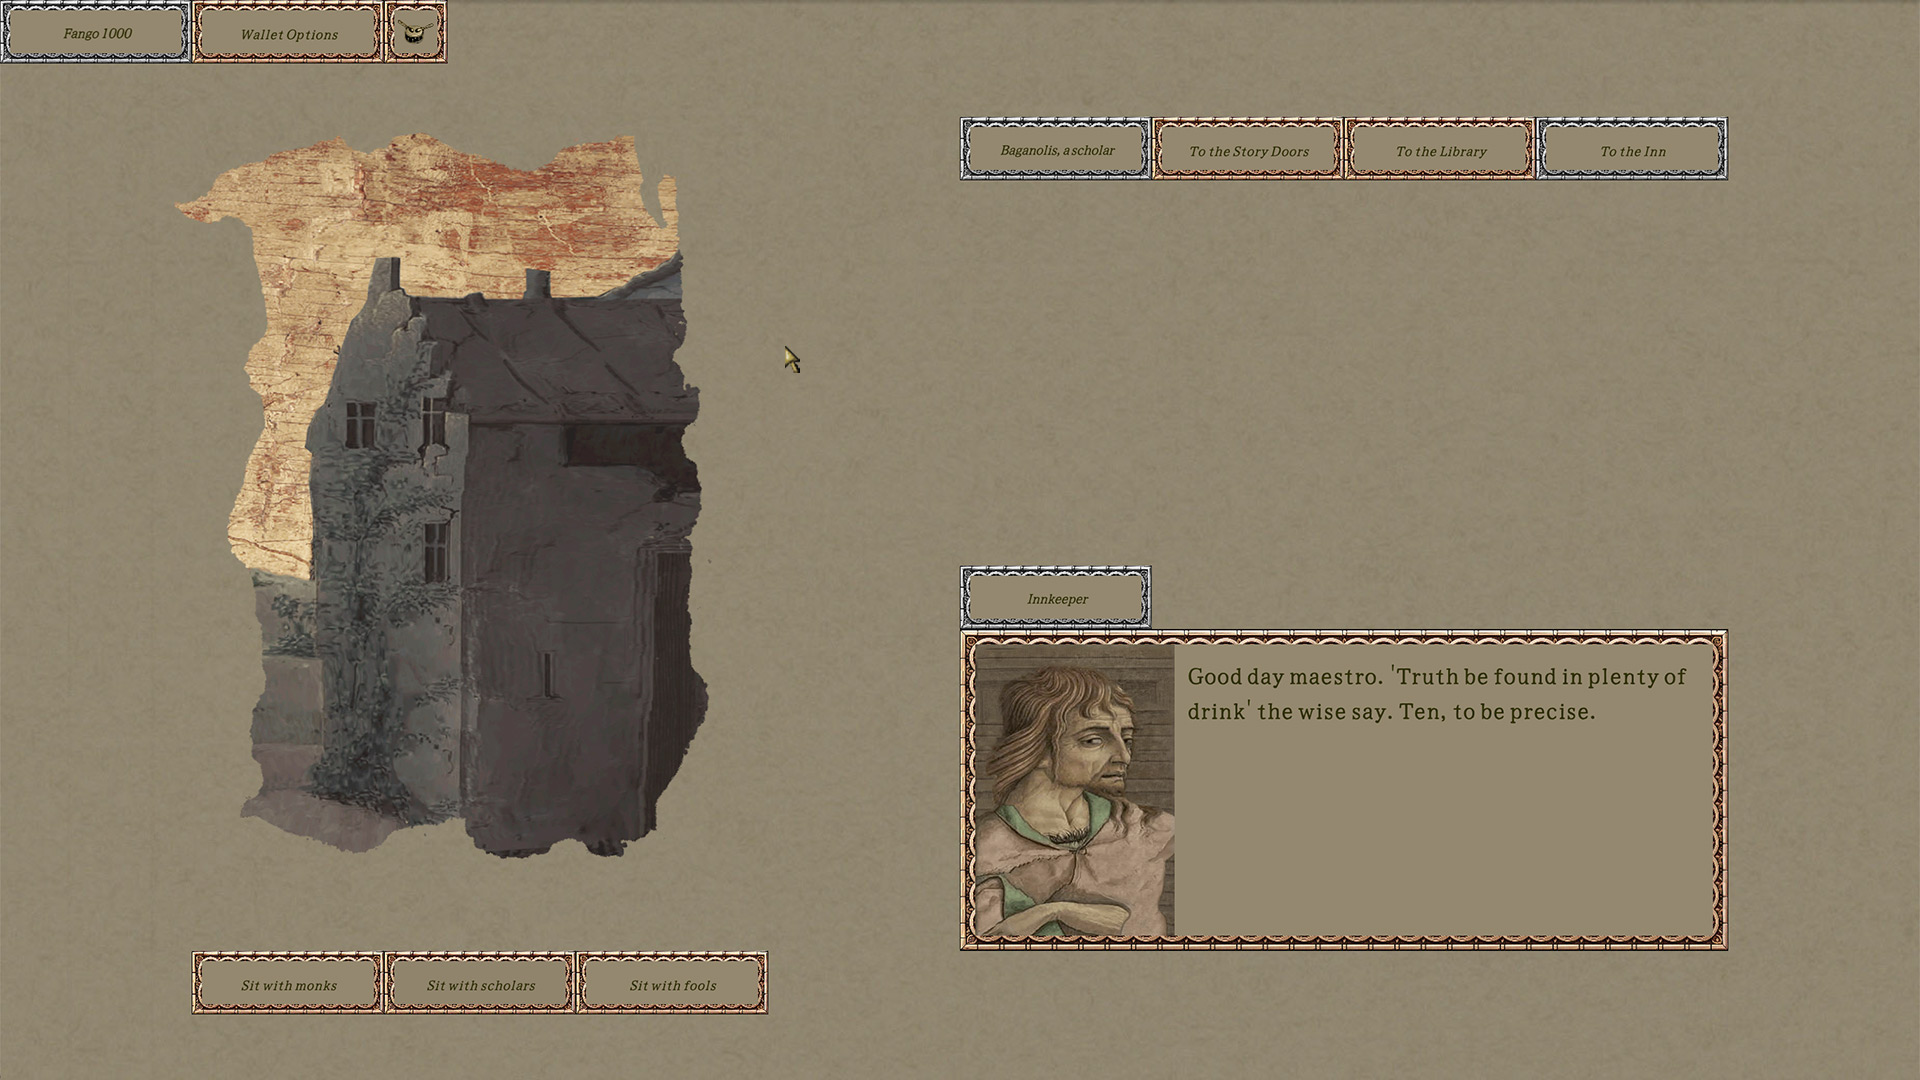 Fango 1000
Wallet Options
Baganolis, a scholar
To the Story Doors
To the Library
To the Inn
Innkeeper
Good day maestro. 'Truth be found in plenty of
drink' the wise say. Ten, to be precise.
Sit with monks
Sit with scholars
Sit with fools